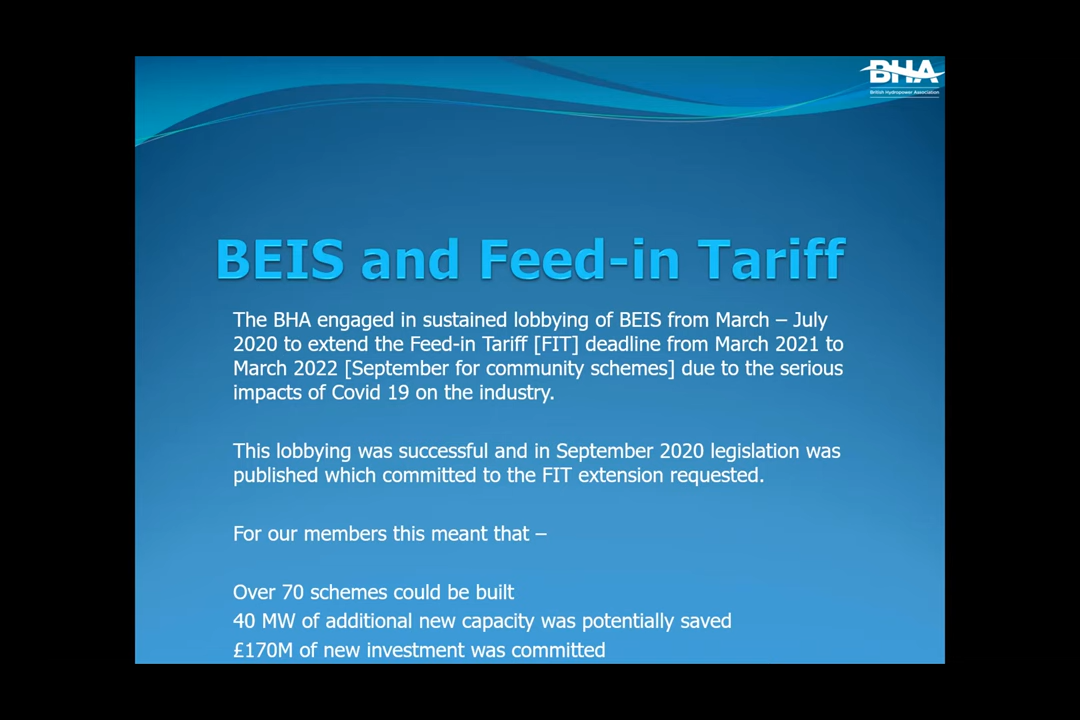 BHA
British Hydropower Association
BEIS and Feed-in Tariff
The BHA engaged in sustained lobbying of BEIS from March – July
2020 to extend the Feed-in Tariff [FIT] deadline from March 2021 to
March 2022 [September for community schemes] due to the serious
impacts of Covid 19 on the industry.
This lobbying was successful and in September 2020 legislation was
published which committed to the FIT extension requested.
For our members this meant that –
Over 70 schemes could be built
40 MW of additional new capacity was potentially saved
£170M of new investment was committed